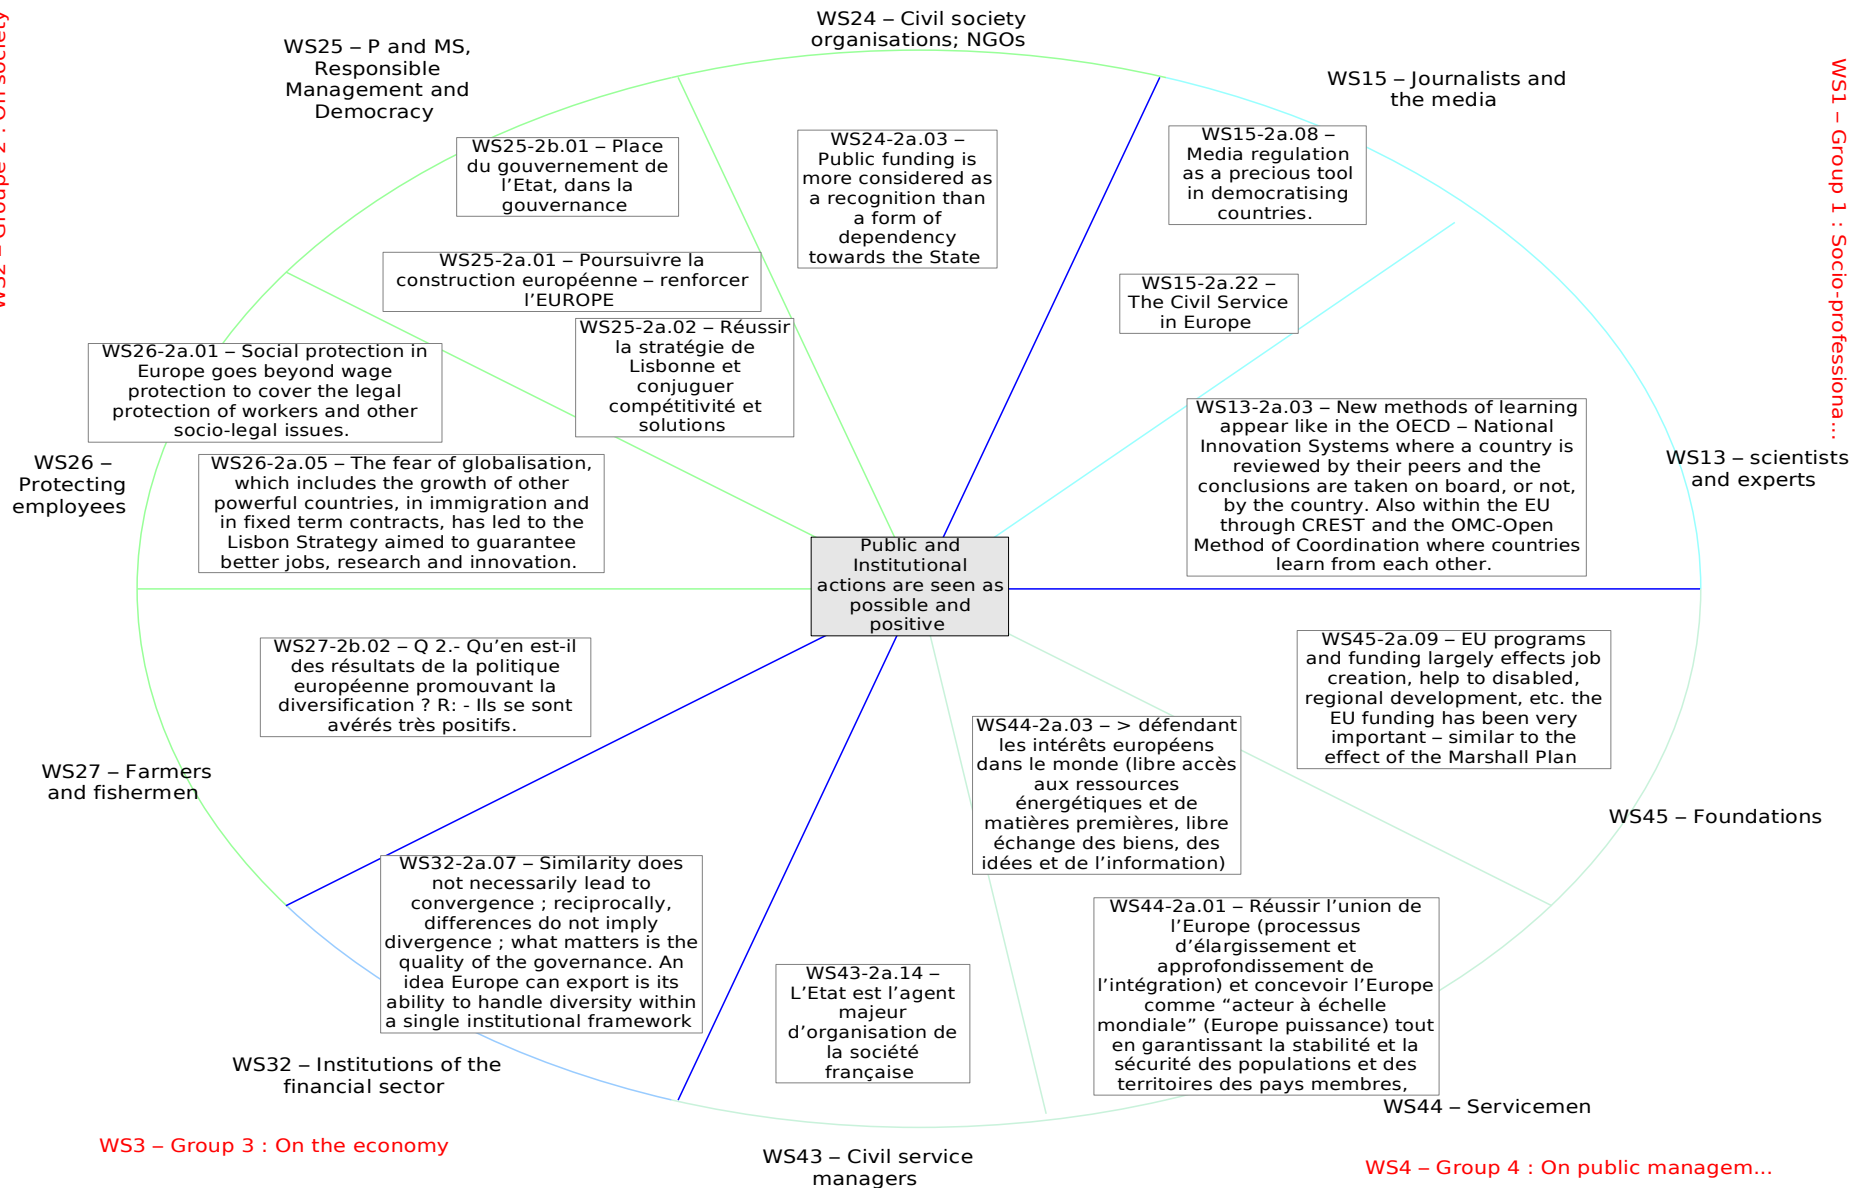 WS24 – Civil society
organisations; NGOs
WS25 – P and MS,
Responsible
Management and
Democracy
WS15 – Journalists and
the media
WS1 – Group 1 : Socio-professiona...
WS2 – Groupe 2 : On society
WS25-2b.01 – Place
du gouvernement de
l’Etat, dans la
gouvernance
WS24-2a.03 –
Public funding is
more considered as
a recognition than
a form of
dependency
towards the State
WS15-2a.08 –
Media regulation
as a precious tool
in democratising
countries.
WS25-2a.01 – Poursuivre la
construction européenne – renforcer
l’EUROPE
WS15-2a.22 –
The Civil Service
in Europe
WS25-2a.02 – Réussir
la stratégie de
Lisbonne et
conjuguer
compétitivité et
solutions
WS26-2a.01 – Social protection in
Europe goes beyond wage
protection to cover the legal
protection of workers and other
socio-legal issues.
WS13-2a.03 – New methods of learning
appear like in the OECD – National
Innovation Systems where a country is
reviewed by their peers and the
conclusions are taken on board, or not,
by the country. Also within the EU
through CREST and the OMC-Open
Method of Coordination where countries
learn from each other.
WS13 – scientists
and experts
WS26 –
Protecting
employees
WS26-2a.05 – The fear of globalisation,
which includes the growth of other
powerful countries, in immigration and
in fixed term contracts, has led to the
Lisbon Strategy aimed to guarantee
better jobs, research and innovation.
Public and
Institutional
actions are seen as
possible and
positive
WS27-2b.02 – Q 2.- Qu’en est-il
des résultats de la politique
européenne promouvant la
diversification ? R: - Ils se sont
avérés très positifs.
WS45-2a.09 – EU programs
and funding largely effects job
creation, help to disabled,
regional development, etc. the
EU funding has been very
important – similar to the
effect of the Marshall Plan
WS44-2a.03 – > défendant
les intérêts européens
dans le monde (libre accès
aux ressources
énergétiques et de
matières premières, libre
échange des biens, des
idées et de l’information)
WS27 – Farmers
and fishermen
WS45 – Foundations
WS32-2a.07 – Similarity does
not necessarily lead to
convergence ; reciprocally,
differences do not imply
divergence ; what matters is the
quality of the governance. An
idea Europe can export is its
ability to handle diversity within
a single institutional framework
WS44-2a.01 – Réussir l’union de
l’Europe (processus
d’élargissement et
approfondissement de
l’intégration) et concevoir l’Europe
comme “acteur à échelle
mondiale” (Europe puissance) tout
en garantissant la stabilité et la
sécurité des populations et des
territoires des pays membres,
WS43-2a.14 –
L’Etat est l’agent
majeur
d’organisation de
la société
française
WS32 – Institutions of the
financial sector
WS44 – Servicemen
WS3 – Group 3 : On the economy
WS43 – Civil service
managers
WS4 – Group 4 : On public managem...